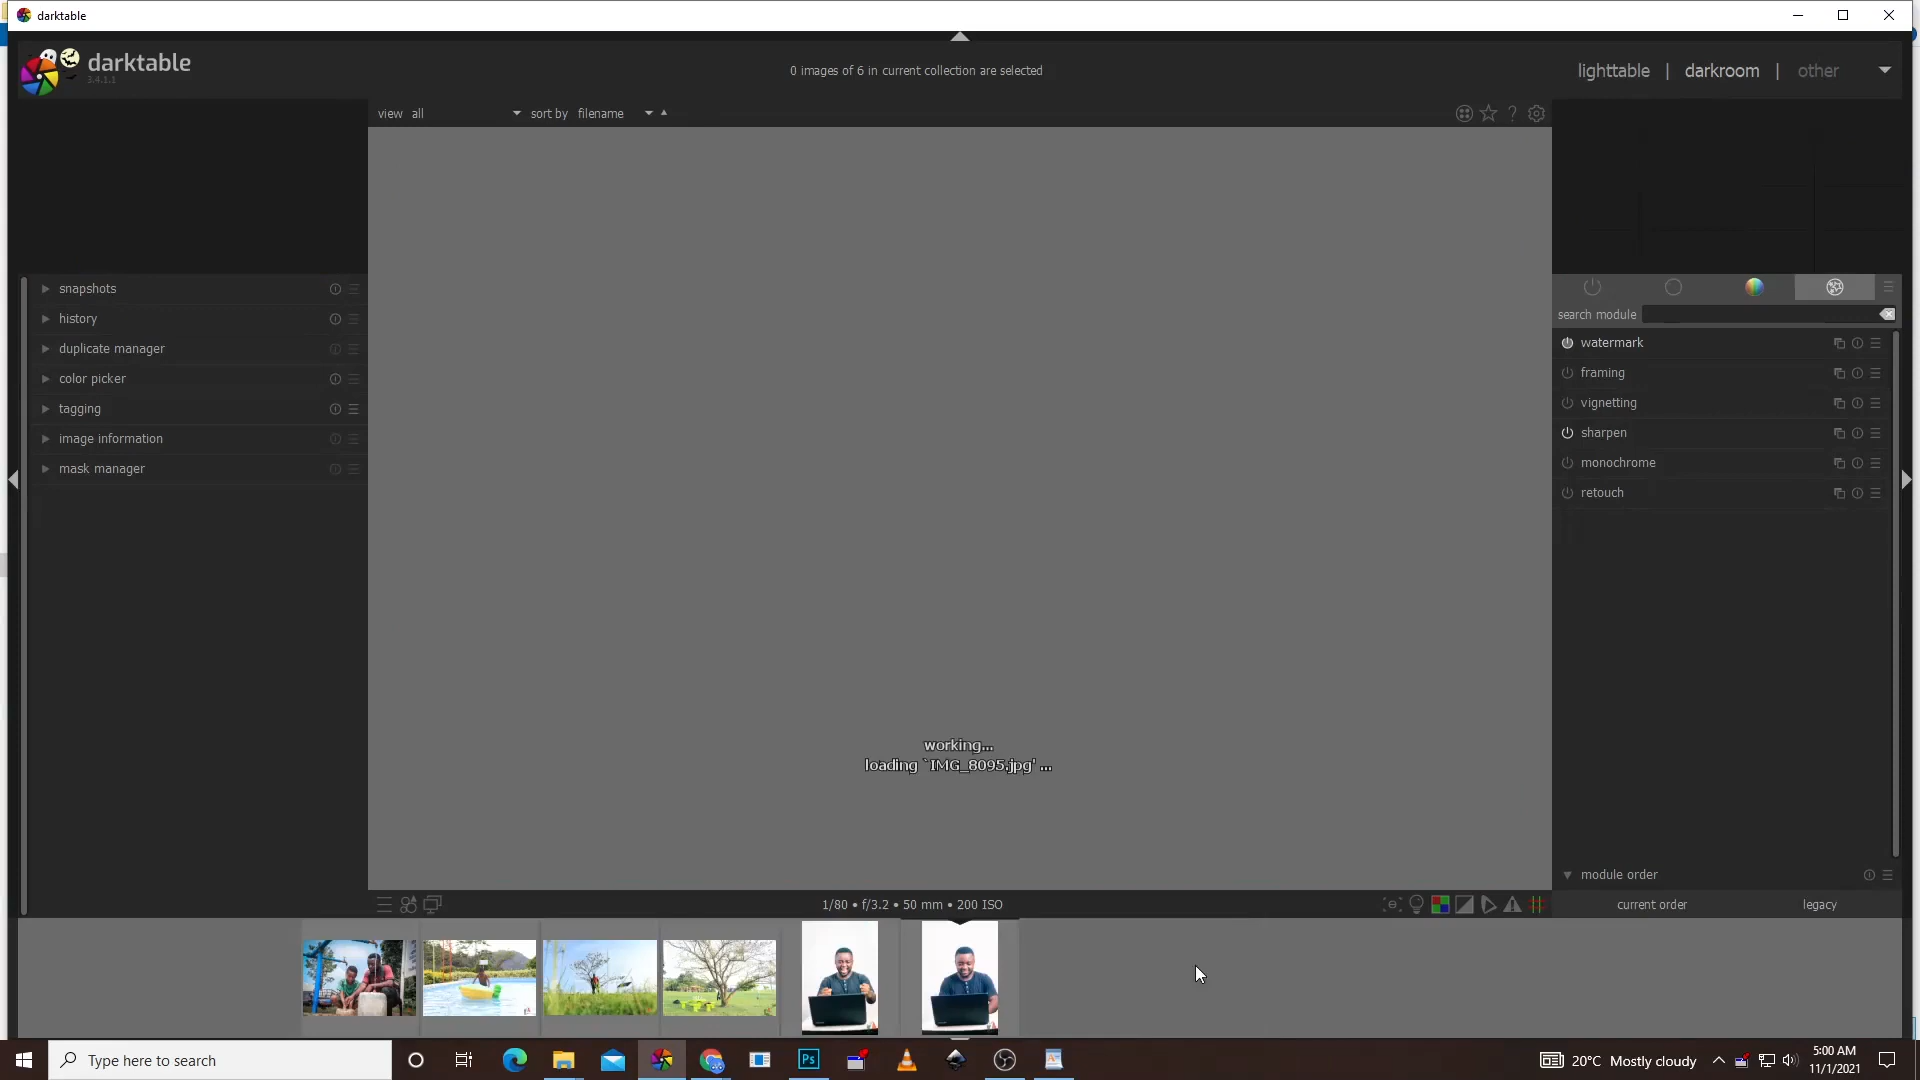 darktable
darktable
3.4.1.1
0 images of 6 in current collection are selected
lighttable | darkroom | other
view all sort by filename
snapshots
history
duplicate manager
color picker
tagging
image information
mask manager
search module
watermark
framing
vignetting
sharpen
monochrome
retouch
working...
loading `IMG_8095.jpg' ...
module order
1/80 • f/3.2 • 50 mm • 200 ISO
current order legacy
Type here to search
Ps
20°C Mostly cloudy
5:00 AM
11/1/2021